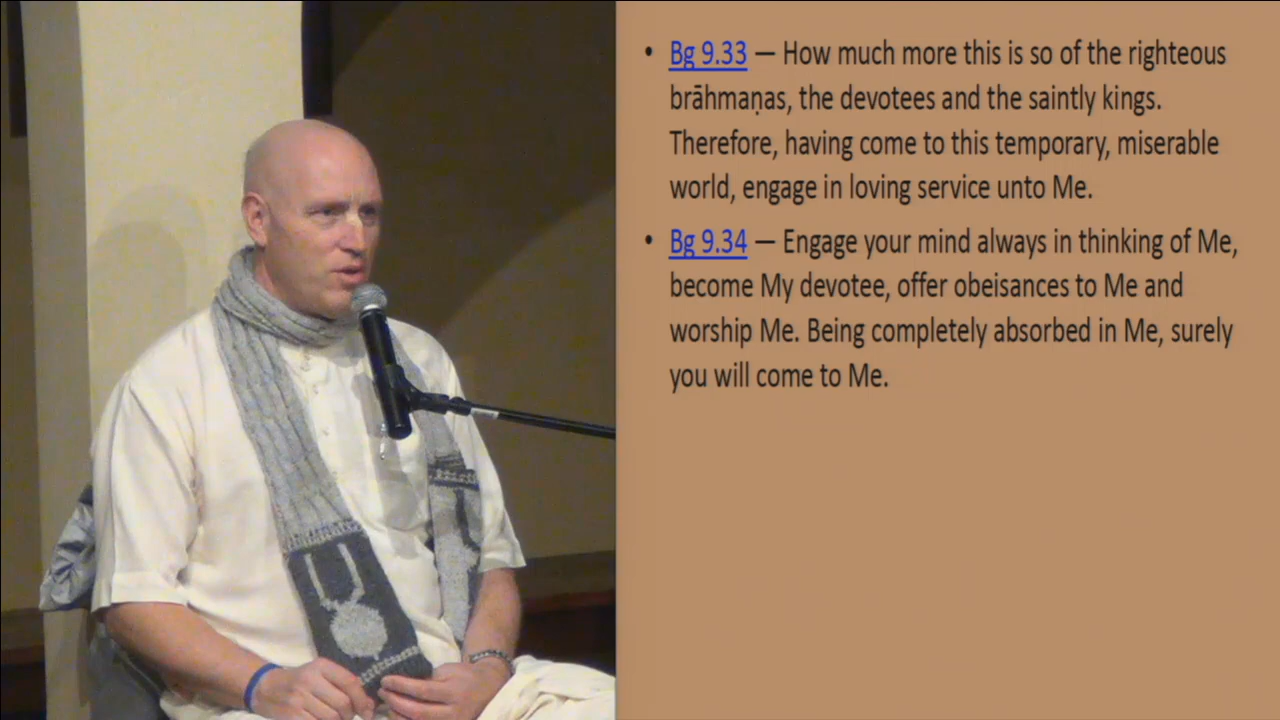 • Bg 9.33 — How much more this is so of the righteous
brāhmaṇas, the devotees and the saintly kings.
Therefore, having come to this temporary, miserable
world, engage in loving service unto Me.
• Bg 9.34 — Engage your mind always in thinking of Me,
become My devotee, offer obeisances to Me and
worship Me. Being completely absorbed in Me, surely
you will come to Me.